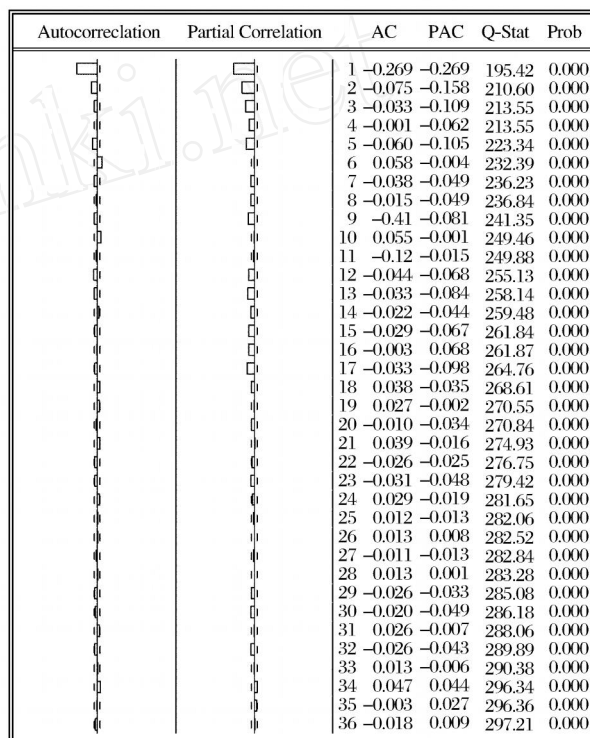 Autocorreclation Partial Correlation AC PAC Q-Stat Prob
1 -0.269 -0.269 195.42 0.000
2 -0.075 -0.158 210.60 0.000
3 -0.033 -0.109 213.55 0.000
4 -0.001 -0.062 213.55 0.000
5 -0.060 -0.105 223.34 0.000
6 0.058 -0.004 232.39 0.000
7 -0.038 -0.049 236.23 0.000
8 -0.015 -0.049 236.84 0.000
9 -0.41 -0.081 241.35 0.000
10 0.055 -0.001 249.46 0.000
11 -0.12 -0.015 249.88 0.000
12 -0.044 -0.068 255.13 0.000
13 -0.033 -0.084 258.14 0.000
14 -0.022 -0.044 259.48 0.000
15 -0.029 -0.067 261.84 0.000
16 -0.003 0.068 261.87 0.000
17 -0.033 -0.098 264.76 0.000
18 0.038 -0.035 268.61 0.000
19 0.027 -0.002 270.55 0.000
20 -0.010 -0.034 270.84 0.000
21 0.039 -0.016 274.93 0.000
22 -0.026 -0.025 276.75 0.000
23 -0.031 -0.048 279.42 0.000
24 0.029 -0.019 281.65 0.000
25 0.012 -0.013 282.06 0.000
26 0.013 0.008 282.52 0.000
27 -0.011 -0.013 282.84 0.000
28 0.013 0.001 283.28 0.000
29 -0.026 -0.033 285.08 0.000
30 -0.020 -0.049 286.18 0.000
31 0.026 -0.007 288.06 0.000
32 -0.026 -0.043 289.89 0.000
33 0.013 -0.006 290.38 0.000
34 0.047 0.044 296.34 0.000
35 -0.003 0.027 296.36 0.000
36 -0.018 0.009 297.21 0.000
nki.net